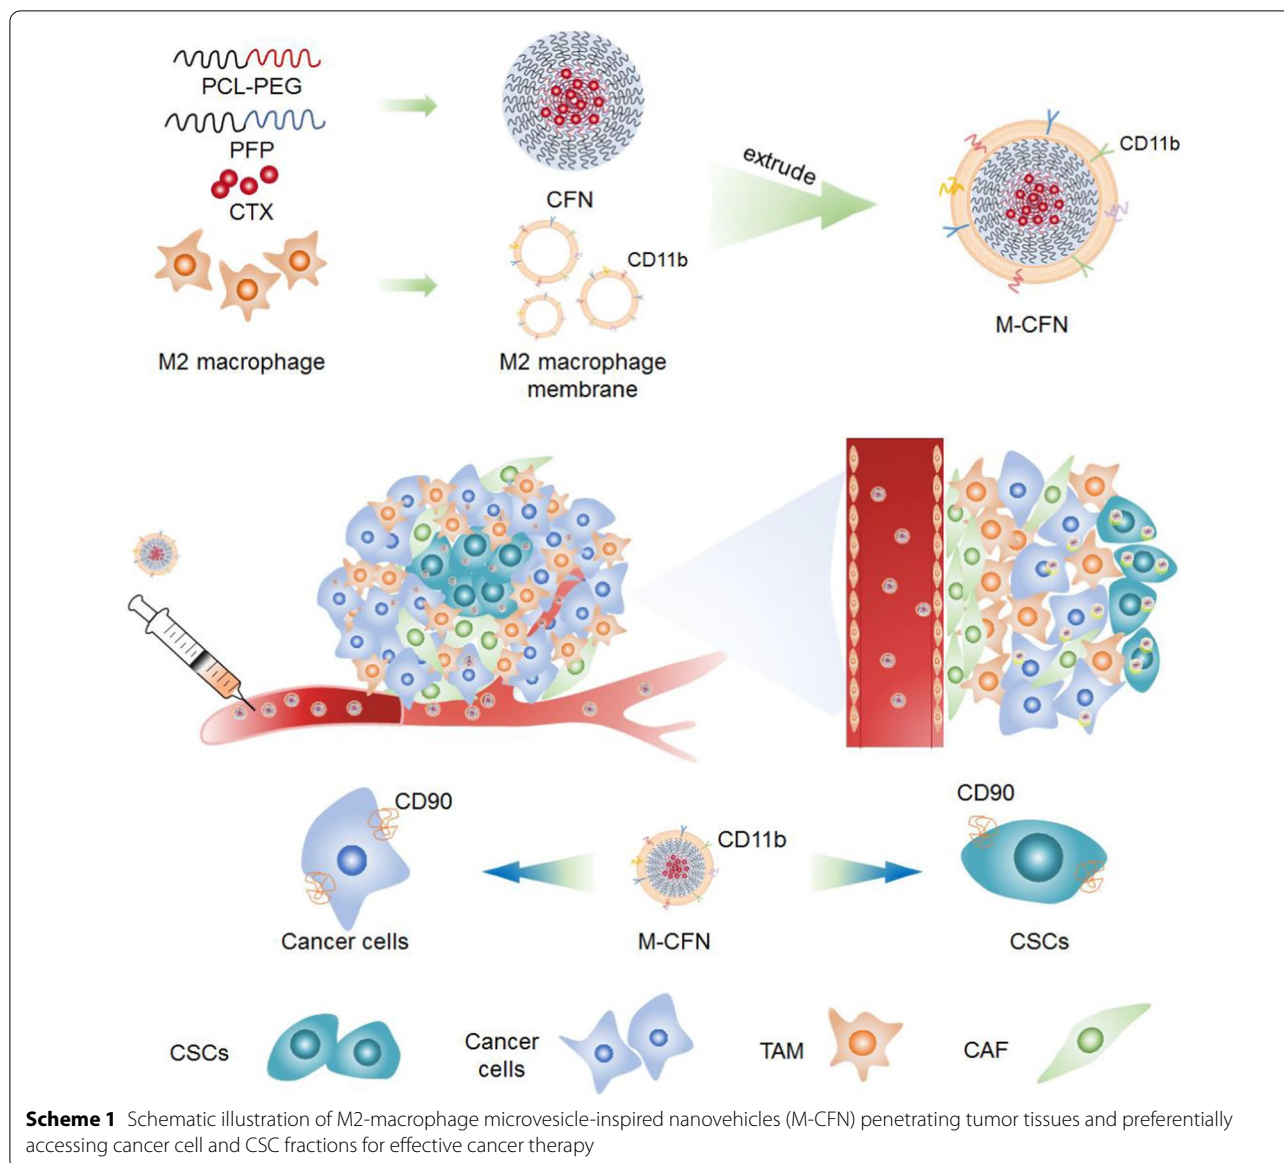 PCL-PEG
PFP
CTX
M2 macrophage
CFN
CD11b
M2 macrophage
membrane
extrude
CD11b
M-CFN
CD90
Cancer cells
CD11b
M-CFN
CD90
CSCs
CSCs
Cancer
cells
TAM
CAF
Scheme 1 Schematic illustration of M2-macrophage microvesicle-inspired nanovehicles (M-CFN) penetrating tumor tissues and preferentially
accessing cancer cell and CSC fractions for effective cancer therapy